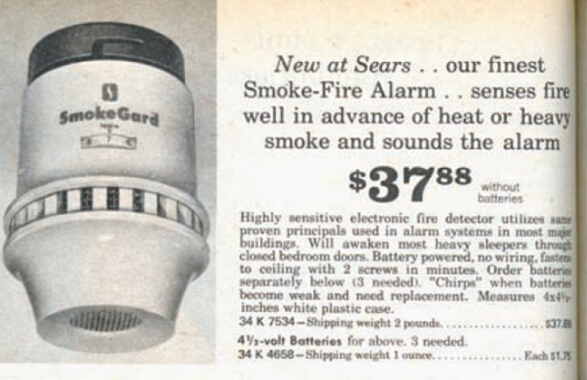 SmokeGard
New at Sears . . our finest
Smoke-Fire Alarm . . senses fire
well in advance of heat or heavy
smoke and sounds the alarm
$37.88 without
batteries
Highly sensitive electronic fire detector utilizes same
proven principals used in alarm systems in most major
buildings. Will awaken most heavy sleepers through
closed bedroom doors. Battery powered, no wiring, fastens
to ceiling with 2 screws in minutes. Order batteries
separately below (3 needed). "Chirps" when batteries
become weak and need replacement. Measures 4x4½-
inches white plastic case.
34 K 7534—Shipping weight 2 pounds. . . . . . . . . . . . . . . . . . $37.88
4½-volt Batteries for above. 3 needed.
34 K 4658—Shipping weight 1 ounce. . . . . . . . . . . . . . Each $1.75